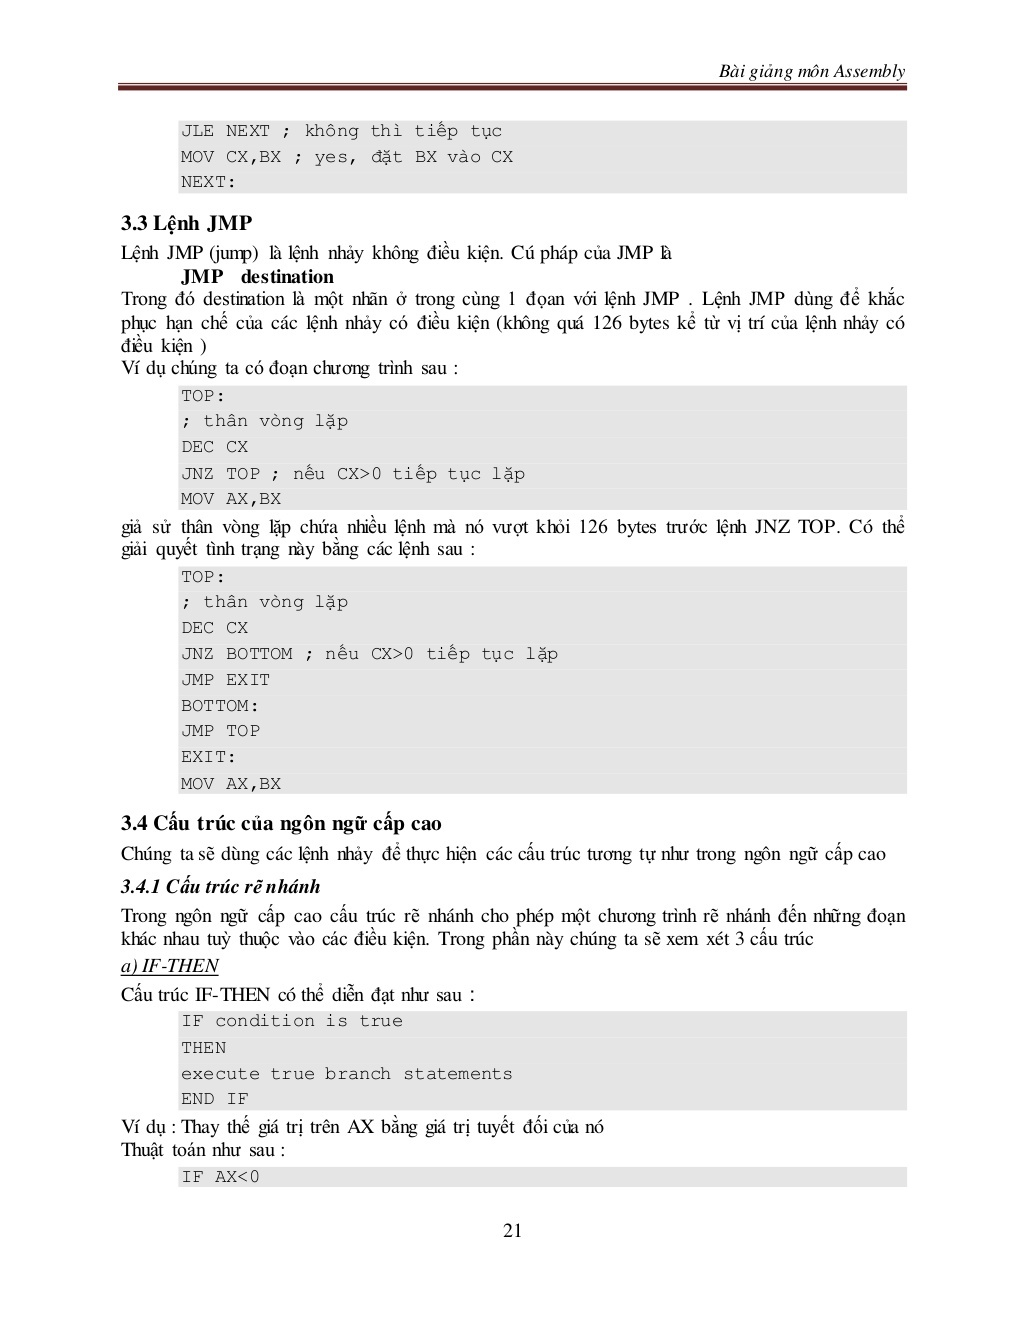 Bài giảng môn Assembly
JLE NEXT ; không thì tiếp tục
MOV CX,BX ; yes, đặt BX vào CX
NEXT:
3.3 Lệnh JMP
Lệnh JMP (jump) là lệnh nhảy không điều kiện. Cú pháp của JMP là
JMP destination
Trong đó destination là một nhãn ở trong cùng 1 đọan với lệnh JMP . Lệnh JMP dùng để khắc
phục hạn chế của các lệnh nhảy có điều kiện (không quá 126 bytes kể từ vị trí của lệnh nhảy có
điều kiện )
Ví dụ chúng ta có đoạn chương trình sau :
TOP:
; thân vòng lặp
DEC CX
JNZ TOP ; nếu CX>0 tiếp tục lặp
MOV AX,BX
giả sử thân vòng lặp chứa nhiều lệnh mà nó vượt khỏi 126 bytes trước lệnh JNZ TOP. Có thể
giải quyết tình trạng này bằng các lệnh sau :
TOP:
; thân vòng lặp
DEC CX
JNZ BOTTOM ; nếu CX>0 tiếp tục lặp
JMP EXIT
BOTTOM:
JMP TOP
EXIT:
MOV AX,BX
3.4 Cấu trúc của ngôn ngữ cấp cao
Chúng ta sẽ dùng các lệnh nhảy để thực hiện các cấu trúc tương tự như trong ngôn ngữ cấp cao
3.4.1 Cấu trúc rẽ nhánh
Trong ngôn ngữ cấp cao cấu trúc rẽ nhánh cho phép một chương trình rẽ nhánh đến những đoạn
khác nhau tuỳ thuộc vào các điều kiện. Trong phần này chúng ta sẽ xem xét 3 cấu trúc
a) IF-THEN
Cấu trúc IF-THEN có thể diễn đạt như sau :
IF condition is true
THEN
execute true branch statements
END IF
Ví dụ : Thay thế giá trị trên AX bằng giá trị tuyết đối của nó
Thuật toán như sau :
IF AX<0
21